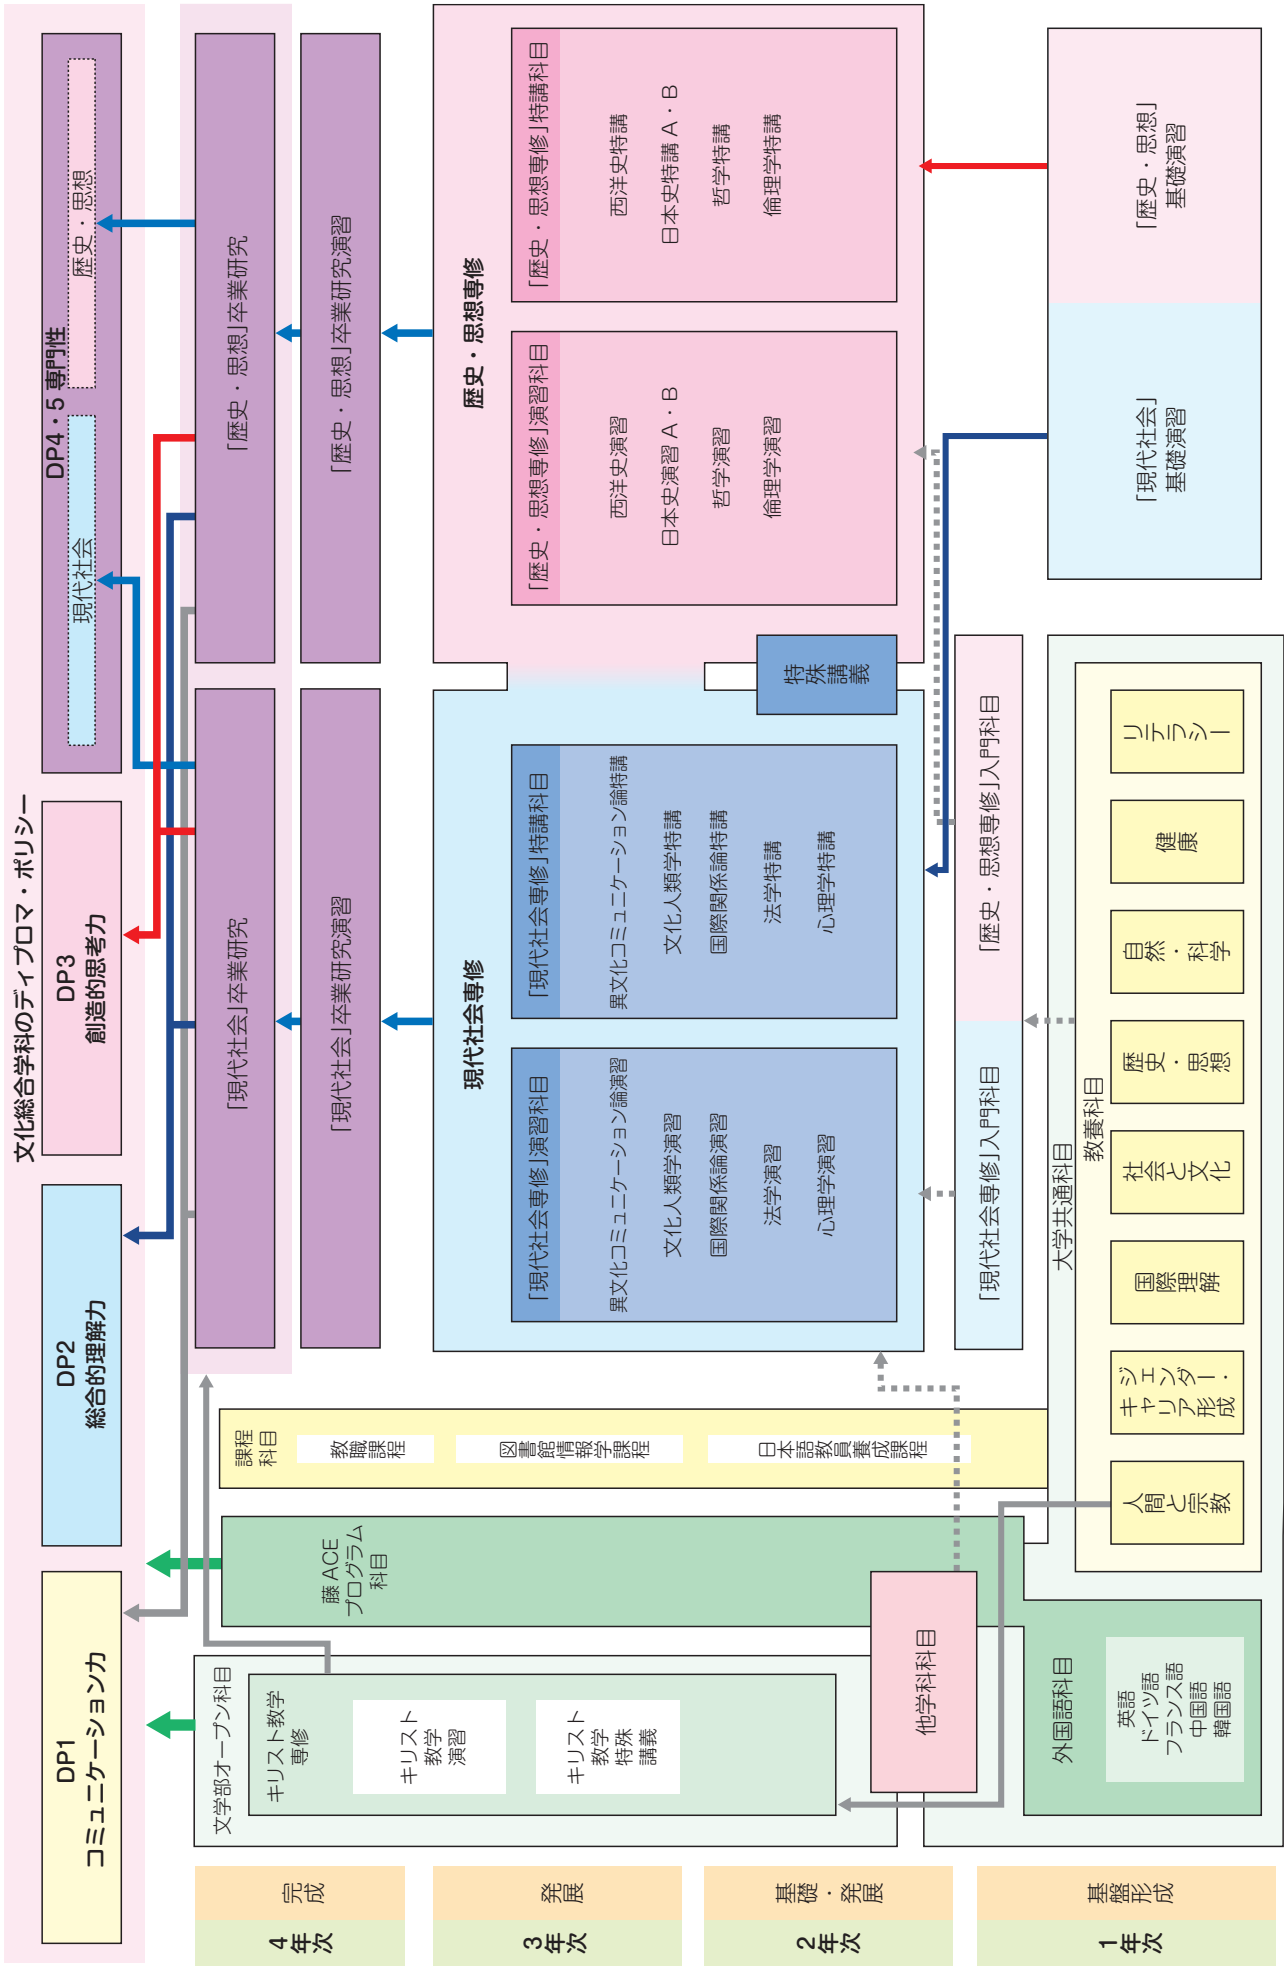 文化総合学科のディプロマ・ポリシー
DP1
コミュニケーション力
DP2
総合的理解力
DP3
創造的思考力
DP4・5 専門性
現代社会
歴史・思想
4年次
完成
3年次
発展
2年次
基礎・発展
1年次
基盤形成
文学部オープン科目
キリスト教学
専修
キリスト
教学
演習
キリスト
教学
特殊
講義
藤 ACE
プログラム
科目
課程
科目
教職課程
図書館情報学課程
日本語教員養成課程
「現代社会」卒業研究
「歴史・思想」卒業研究
「現代社会」卒業研究演習
「歴史・思想」卒業研究演習
現代社会専修
「現代社会専修」演習科目
異文化コミュニケーション論演習
文化人類学演習
国際関係論演習
法学演習
心理学演習
「現代社会専修」特講科目
異文化コミュニケーション論特講
文化人類学特講
国際関係論特講
法学特講
心理学特講
特殊
講義
歴史・思想専修
「歴史・思想専修」演習科目
西洋史演習
日本史演習 A・B
哲学演習
倫理学演習
「歴史・思想専修」特講科目
西洋史特講
日本史特講 A・B
哲学特講
倫理学特講
他学科科目
「現代社会専修」入門科目
「歴史・思想専修」入門科目
外国語科目
英語
ドイツ語
フランス語
中国語
韓国語
大学共通科目
教養科目
人間と宗教
ジェンダー・
キャリア形成
国際理解
社会と文化
歴史・思想
自然・科学
健康
リテラシー
「現代社会」
基礎演習
「歴史・思想」
基礎演習